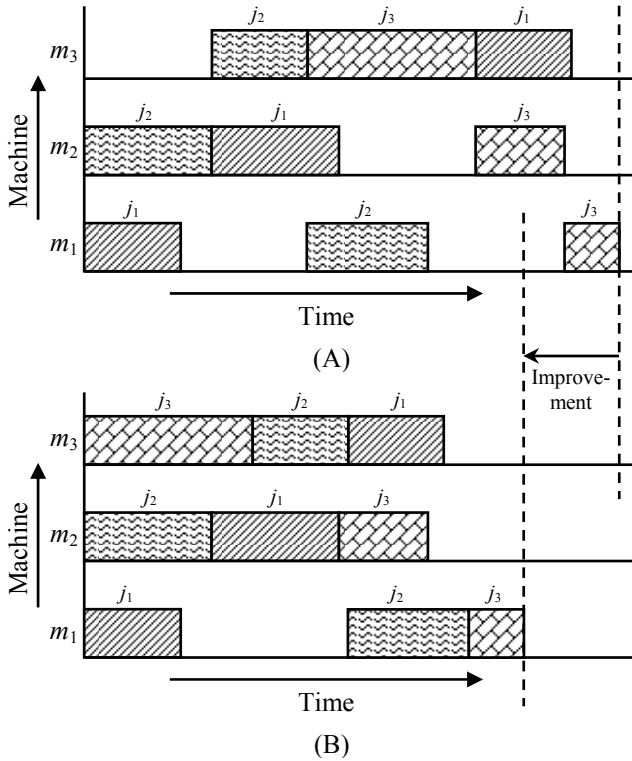 j2 j3 j1
m3
j2 j1 j3
m2
j1 j2 j3
m1
Machine
Time
(A)
Improve-
ment
j3 j2 j1
m3
j2 j1 j3
m2
j1 j2 j3
m1
Machine
Time
(B)